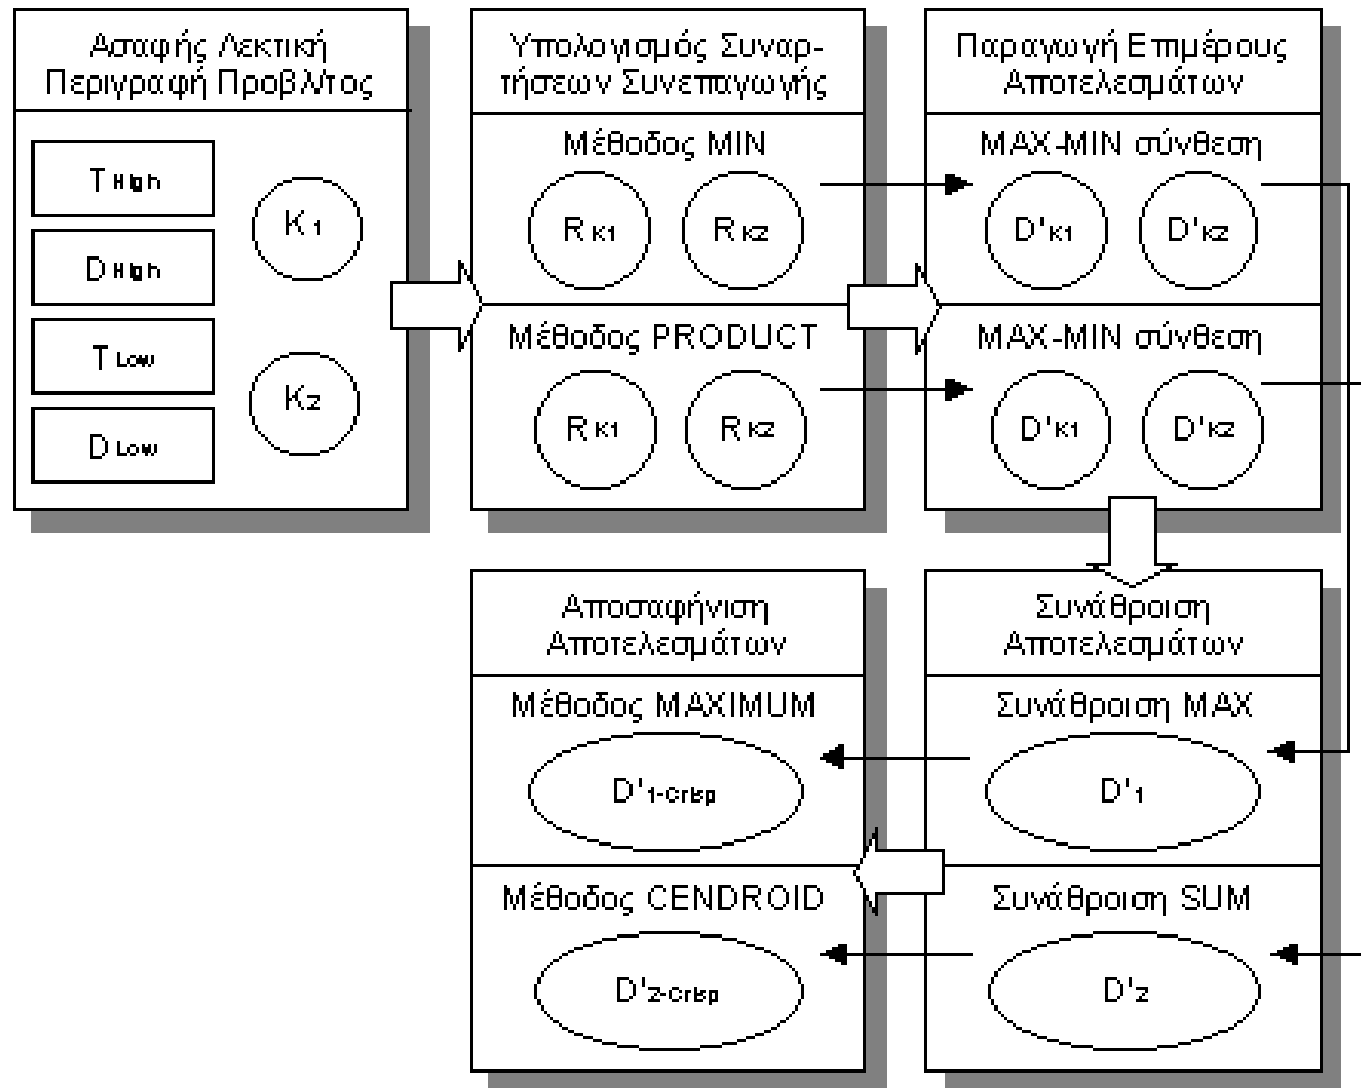 Ασαφής Λεκτική
Περιγραφή Προβλ/τος
T High
D High
T Low
D Low
K 1
K 2
Υπολογισμός Συναρ-
τήσεων Συνεπαγωγής
Μέθοδος MIN
R K1
R K2
Μέθοδος PRODUCT
R K1
R K2
Παραγωγή Επιμέρους
Αποτελεσμάτων
MAX-MIN σύνθεση
D' K1
D' K2
MAX-MIN σύνθεση
D' K1
D' K2
Αποσαφήνιση
Αποτελεσμάτων
Μέθοδος MAXIMUM
D' 1-Crisp
Μέθοδος CENDROID
D' 2-Crisp
Συνάθροιση
Αποτελεσμάτων
Συνάθροιση MAX
D' 1
Συνάθροιση SUM
D' 2